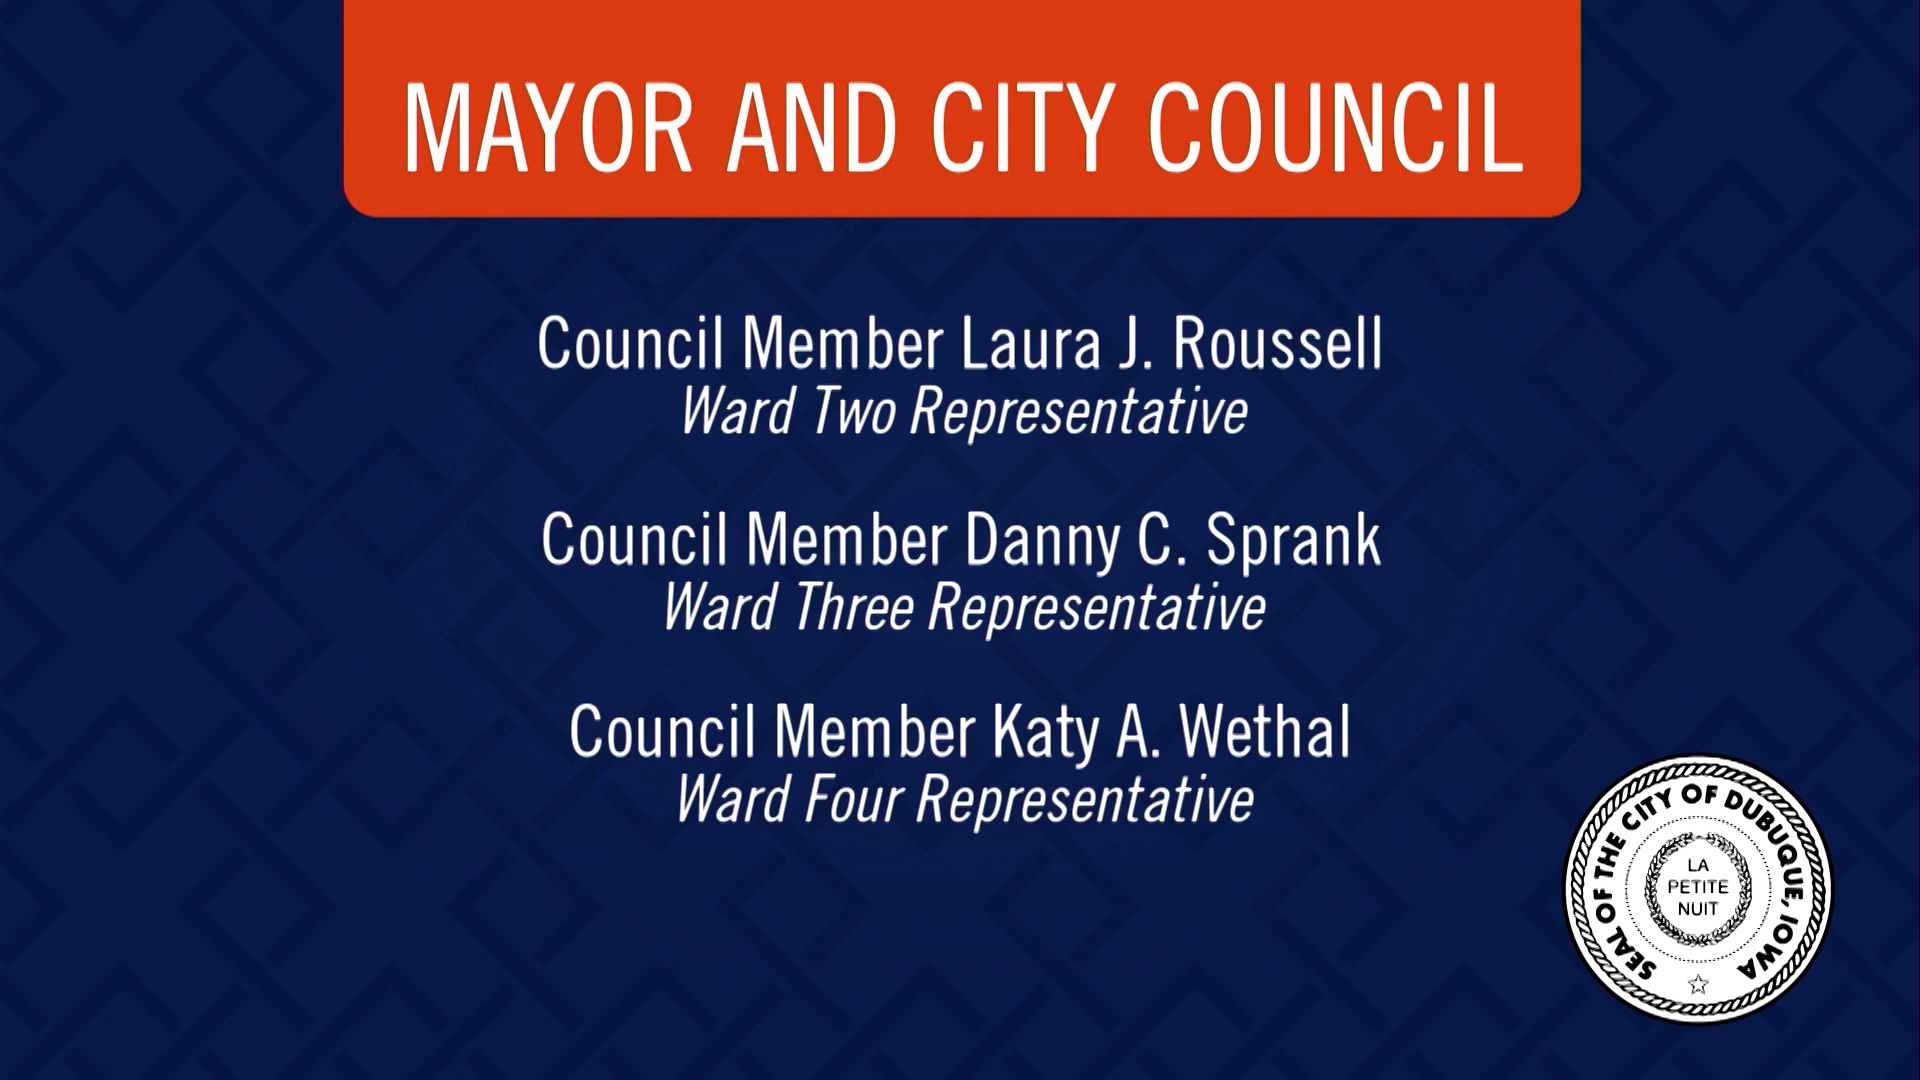 MAYOR AND CITY COUNCIL
Council Member Laura J. Roussell
Ward Two Representative
Council Member Danny C. Sprank
Ward Three Representative
Council Member Katy A. Wethal
Ward Four Representative
SEAL OF THE CITY OF DUBUQUE, IOWA
LA
PETITE
NUIT